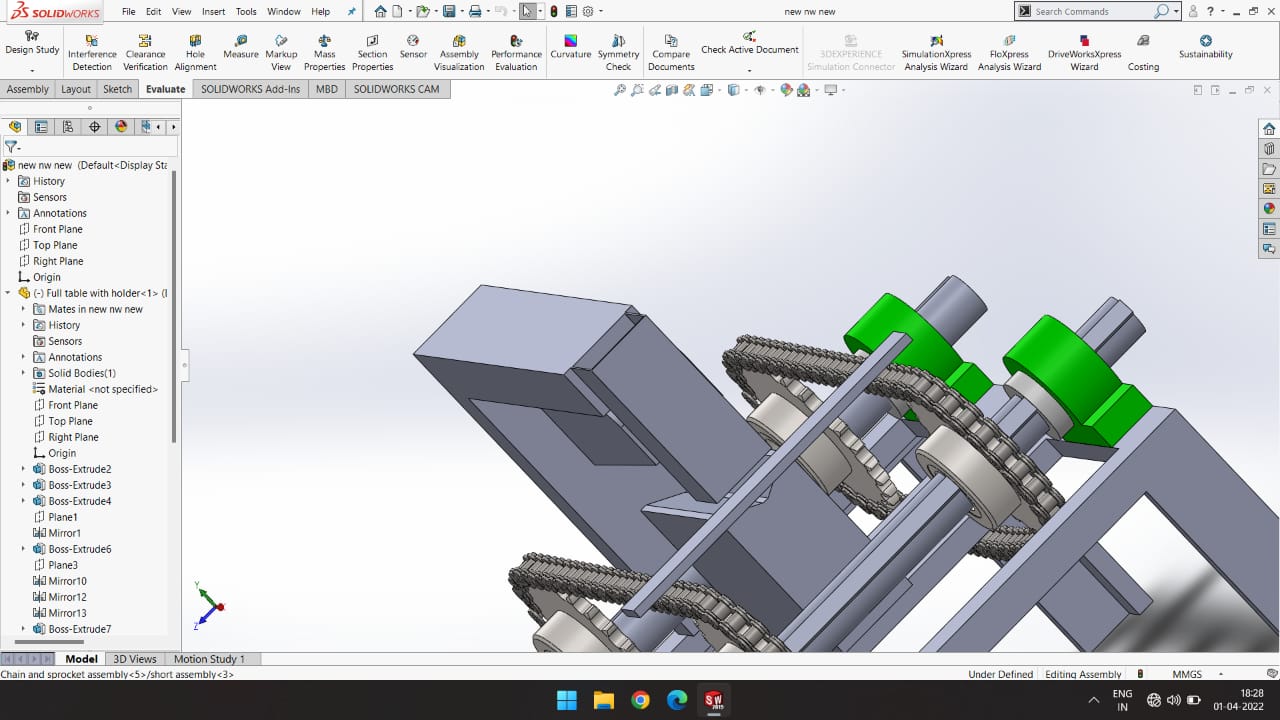 SOLIDWORKS File Edit View Insert Tools Window Help new nw new Search Commands
Design Study
Interference Detection
Clearance Verification
Hole Alignment
Measure
Markup View
Mass Properties
Section Properties
Sensor
Assembly Visualization
Performance Evaluation
Curvature
Symmetry Check
Compare Documents
Check Active Document
3DEXPERIENCE Simulation Connector
SimulationXpress Analysis Wizard
FloXpress Analysis Wizard
DriveWorksXpress Wizard
Costing
Sustainability
Assembly Layout Sketch Evaluate SOLIDWORKS Add-Ins MBD SOLIDWORKS CAM
new nw new (Default<Display Sta
History
Sensors
Annotations
Front Plane
Top Plane
Right Plane
Origin
(-) Full table with holder<1> (
Mates in new nw new
History
Sensors
Annotations
Solid Bodies(1)
Material <not specified>
Front Plane
Top Plane
Right Plane
Origin
Boss-Extrude2
Boss-Extrude3
Boss-Extrude4
Plane1
Mirror1
Boss-Extrude6
Plane3
Mirror10
Mirror12
Mirror13
Boss-Extrude7
Y
X
Z
Model 3D Views Motion Study 1
Chain and sprocket assembly<5>/short assembly<3> Under Defined Editing Assembly MMGS
SW
2019
ENG
IN
18:28
01-04-2022